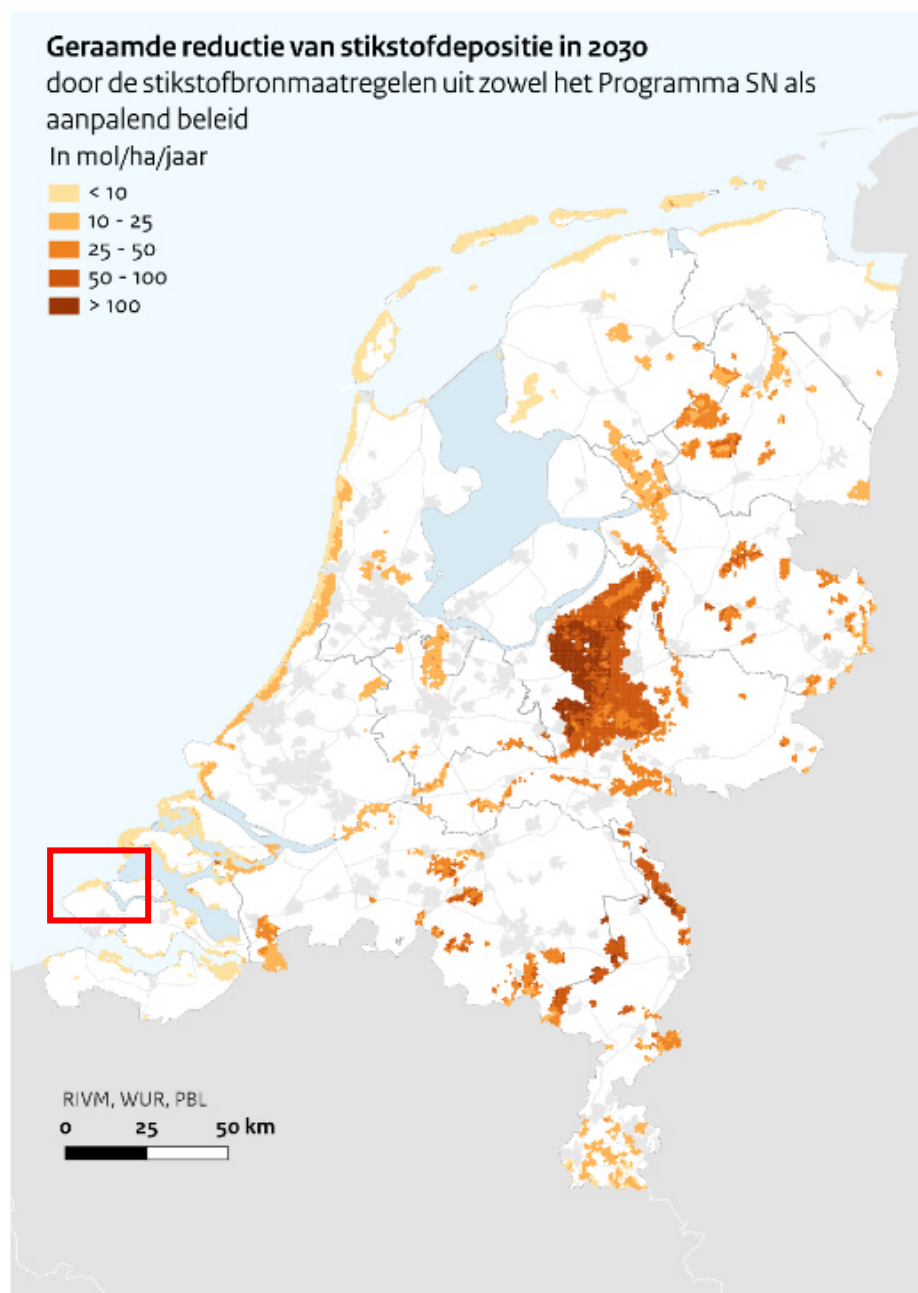 Geraamde reductie van stikstofdepositie in 2030
door de stikstofbronmaatregelen uit zowel het Programma SN als
aanpalend beleid
In mol/ha/jaar
< 10
10 - 25
25 - 50
50 - 100
> 100
RIVM, WUR, PBL
0 25 50 km